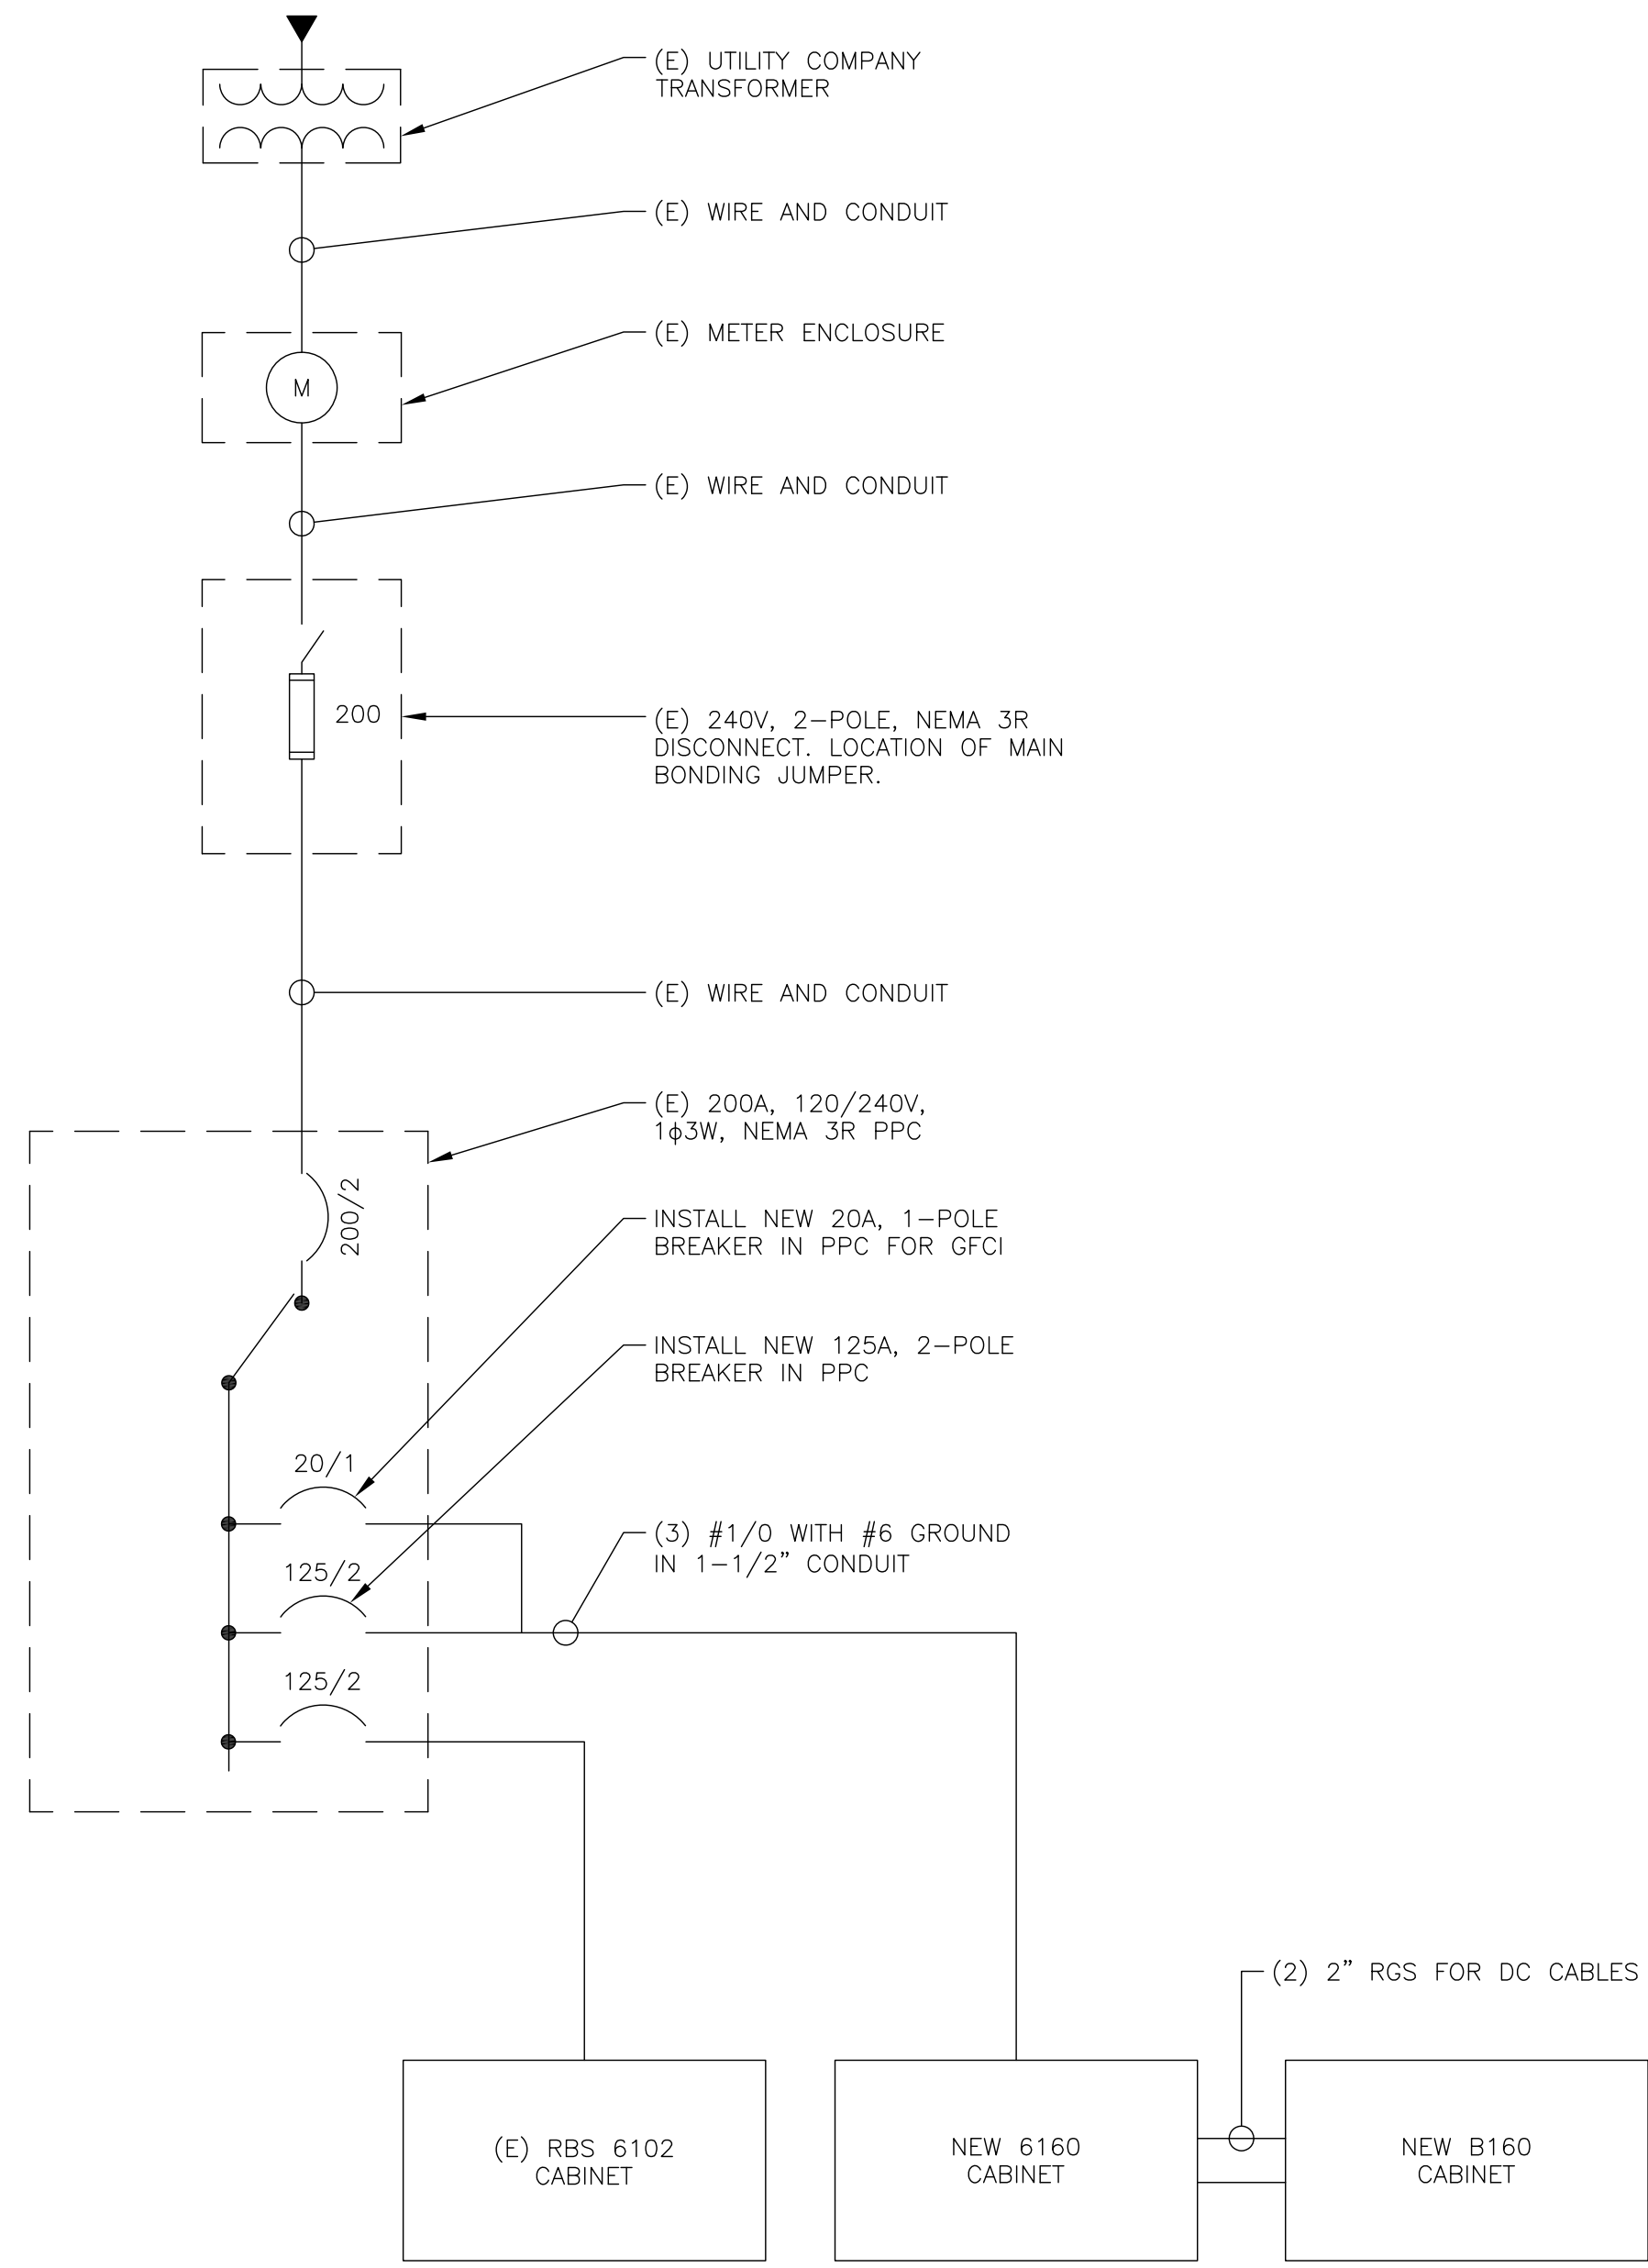 (E) UTILITY COMPANY
TRANSFORMER
(E) WIRE AND CONDUIT
(E) METER ENCLOSURE
M
(E) WIRE AND CONDUIT
200
(E) 240V, 2-POLE, NEMA 3R
DISCONNECT. LOCATION OF MAIN
BONDING JUMPER.
(E) WIRE AND CONDUIT
(E) 200A, 120/240V,
1ϕ3W, NEMA 3R PPC
200/2
INSTALL NEW 20A, 1-POLE
BREAKER IN PPC FOR GFCI
INSTALL NEW 125A, 2-POLE
BREAKER IN PPC
20/1
(3) #1/0 WITH #6 GROUND
IN 1-1/2” CONDUIT
125/2
125/2
(2) 2” RGS FOR DC CABLES
(E) RBS 6102
CABINET
NEW 6160
CABINET
NEW B160
CABINET